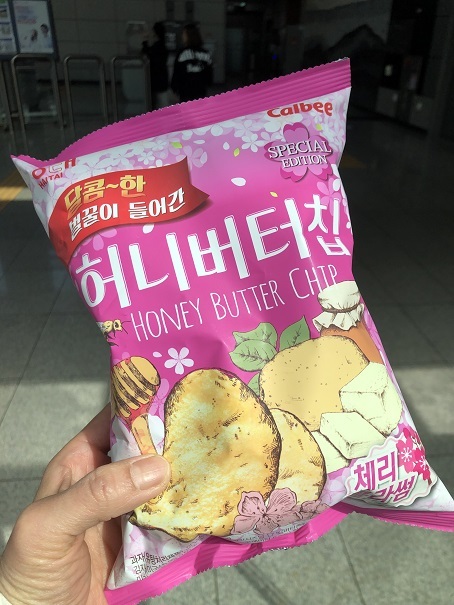 Calbee
SPECIAL
EDITION
달콤~한
벌꿀이 들어간
허니버터칩
HONEY BUTTER CHIP
체리